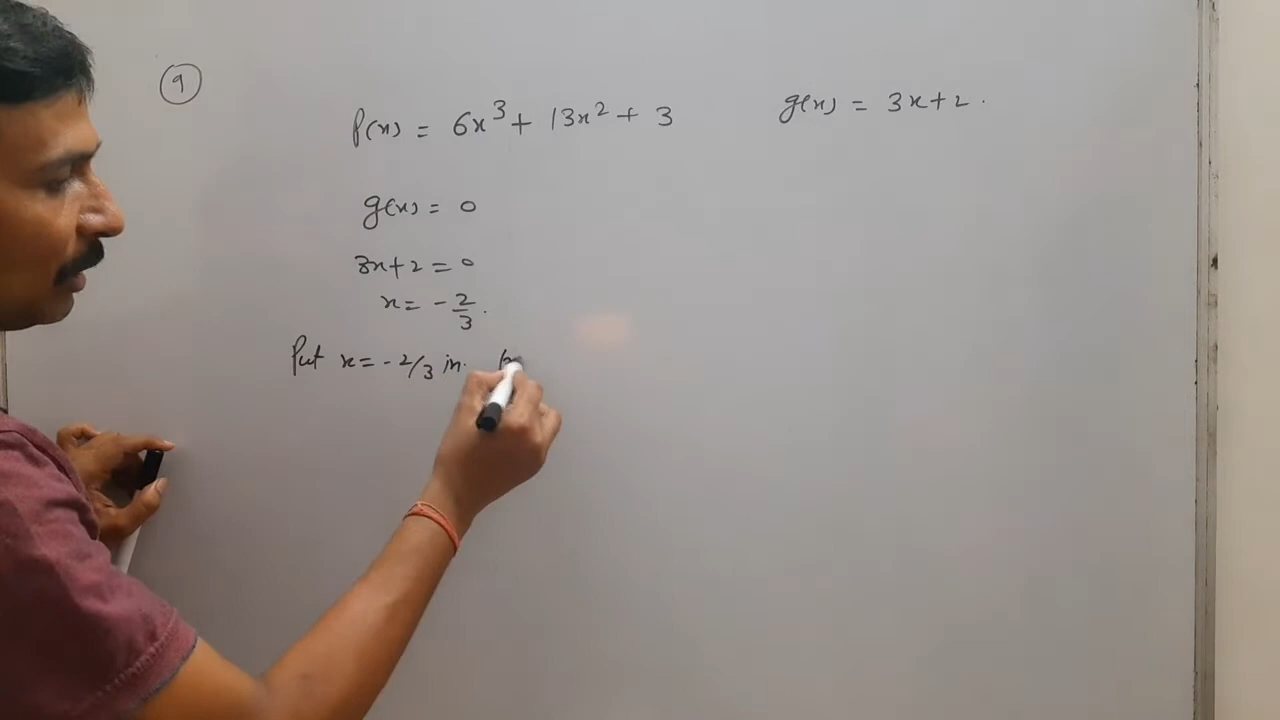 9
P(x) = 6x³ + 13x² + 3
g(x) = 3x+2.
g(x) = 0
3x+2 = 0
x = -2/3.
Put x = -2/3 in